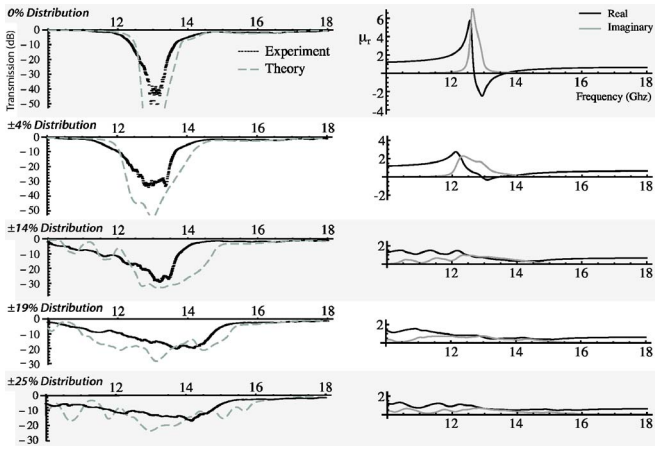 0% Distribution
12 14 16 18
0
-10
-20
-30
-40
-50
Transmission (dB)
Experiment
Theory
6
4
2
-2
-4
μr
12 14 16 18
Frequency (Ghz)
Real
Imaginary
±4% Distribution
12 14 16 18
0
-10
-20
-30
-40
-50
4
2
-2
12 14 16 18
±14% Distribution
12 14 16 18
0
-10
-20
-30
2
12 14 16 18
±19% Distribution
12 14 16 18
0
-10
-20
-30
2
12 14 16 18
±25% Distribution
12 14 16 18
0
-10
-20
-30
2
12 14 16 18